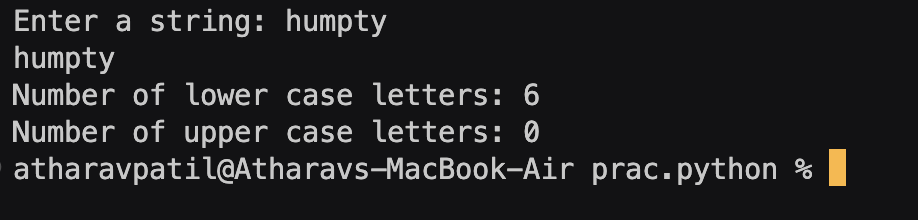 Enter a string: humpty
humpty
Number of lower case letters: 6
Number of upper case letters: 0
atharavpatil@Atharavs-MacBook-Air prac.python %